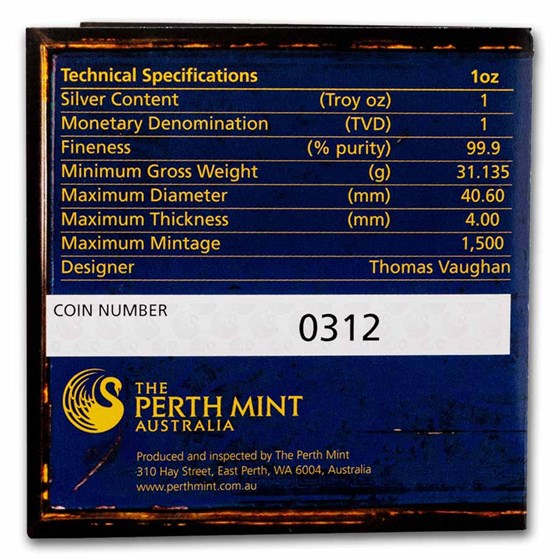 Technical Specifications 1oz
Silver Content (Troy oz) 1
Monetary Denomination (TVD) 1
Fineness (% purity) 99.9
Minimum Gross Weight (g) 31.135
Maximum Diameter (mm) 40.60
Maximum Thickness (mm) 4.00
Maximum Mintage 1,500
Designer Thomas Vaughan
COIN NUMBER
0312
THE
PERTH MINT
AUSTRALIA
Produced and inspected by The Perth Mint
310 Hay Street, East Perth, WA 6004, Australia
www.perthmint.com.au